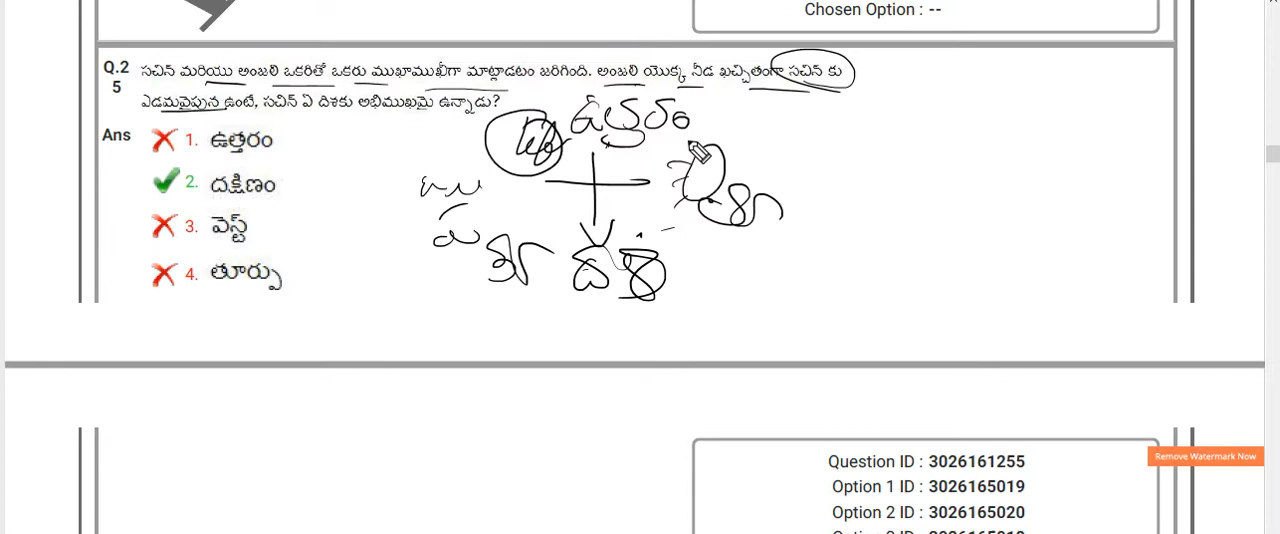 Chosen Option : --
Q.2
5
సచిన్ మరియు అంజలి ఒకరితో ఒకరు ముఖాముఖీగా మాట్లాడటం జరిగింది. అంజలి యొక్క నీడ ఖచ్చితంగా సచిన్ కు
ఎడమవైపున ఉంటే, సచిన్ ఏ దిశకు అభిముఖమై ఉన్నాడు?
ఉత్తరం
Ans
1. ఉత్తరం
2. దక్షిణం
3. వెస్ట్
4. తూర్పు
Remove Watermark Now
Question ID : 3026161255
Option 1 ID : 3026165019
Option 2 ID : 3026165020